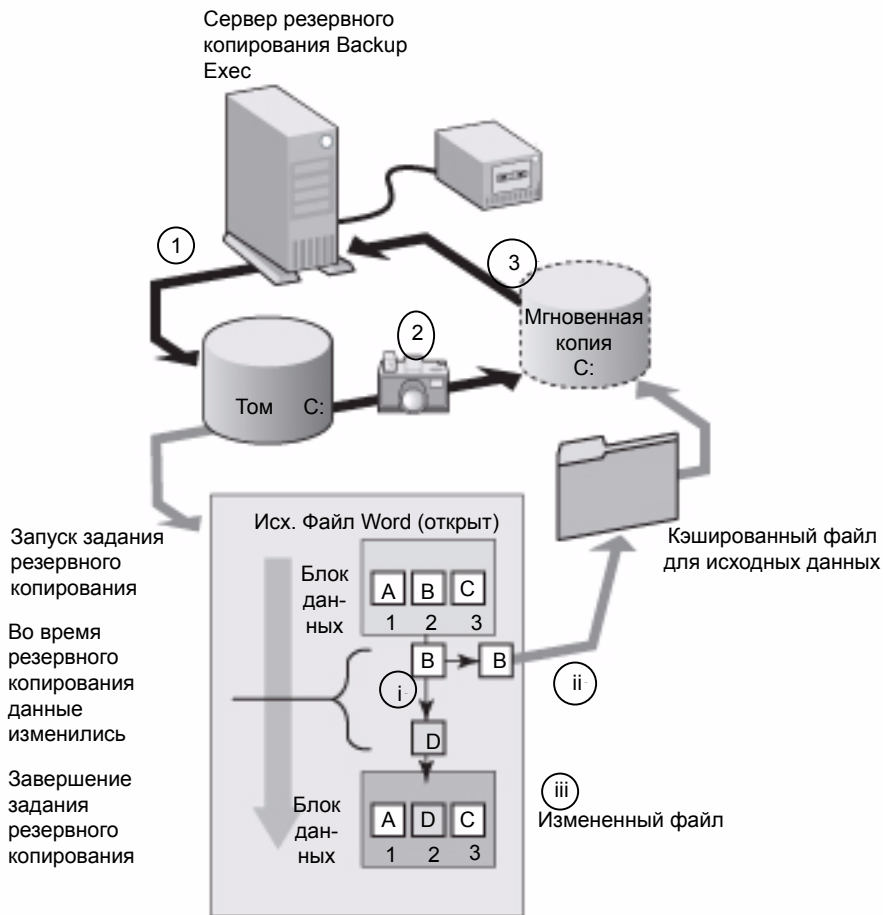 Сервер резервного
копирования Backup
Exec
1
3
2
Мгновенная
копия
C:
Том C:
Исх. Файл Word (открыт)
Запуск задания
резервного
копирования
Кэшированный файл
для исходных данных
Блок
дан-
ных
A B C
1 2 3
Во время
резервного
копирования
данные
изменились
B B
i
ii
D
Завершение
задания
резервного
копирования
Блок
дан-
ных
A D C
1 2 3
iii
Измененный файл